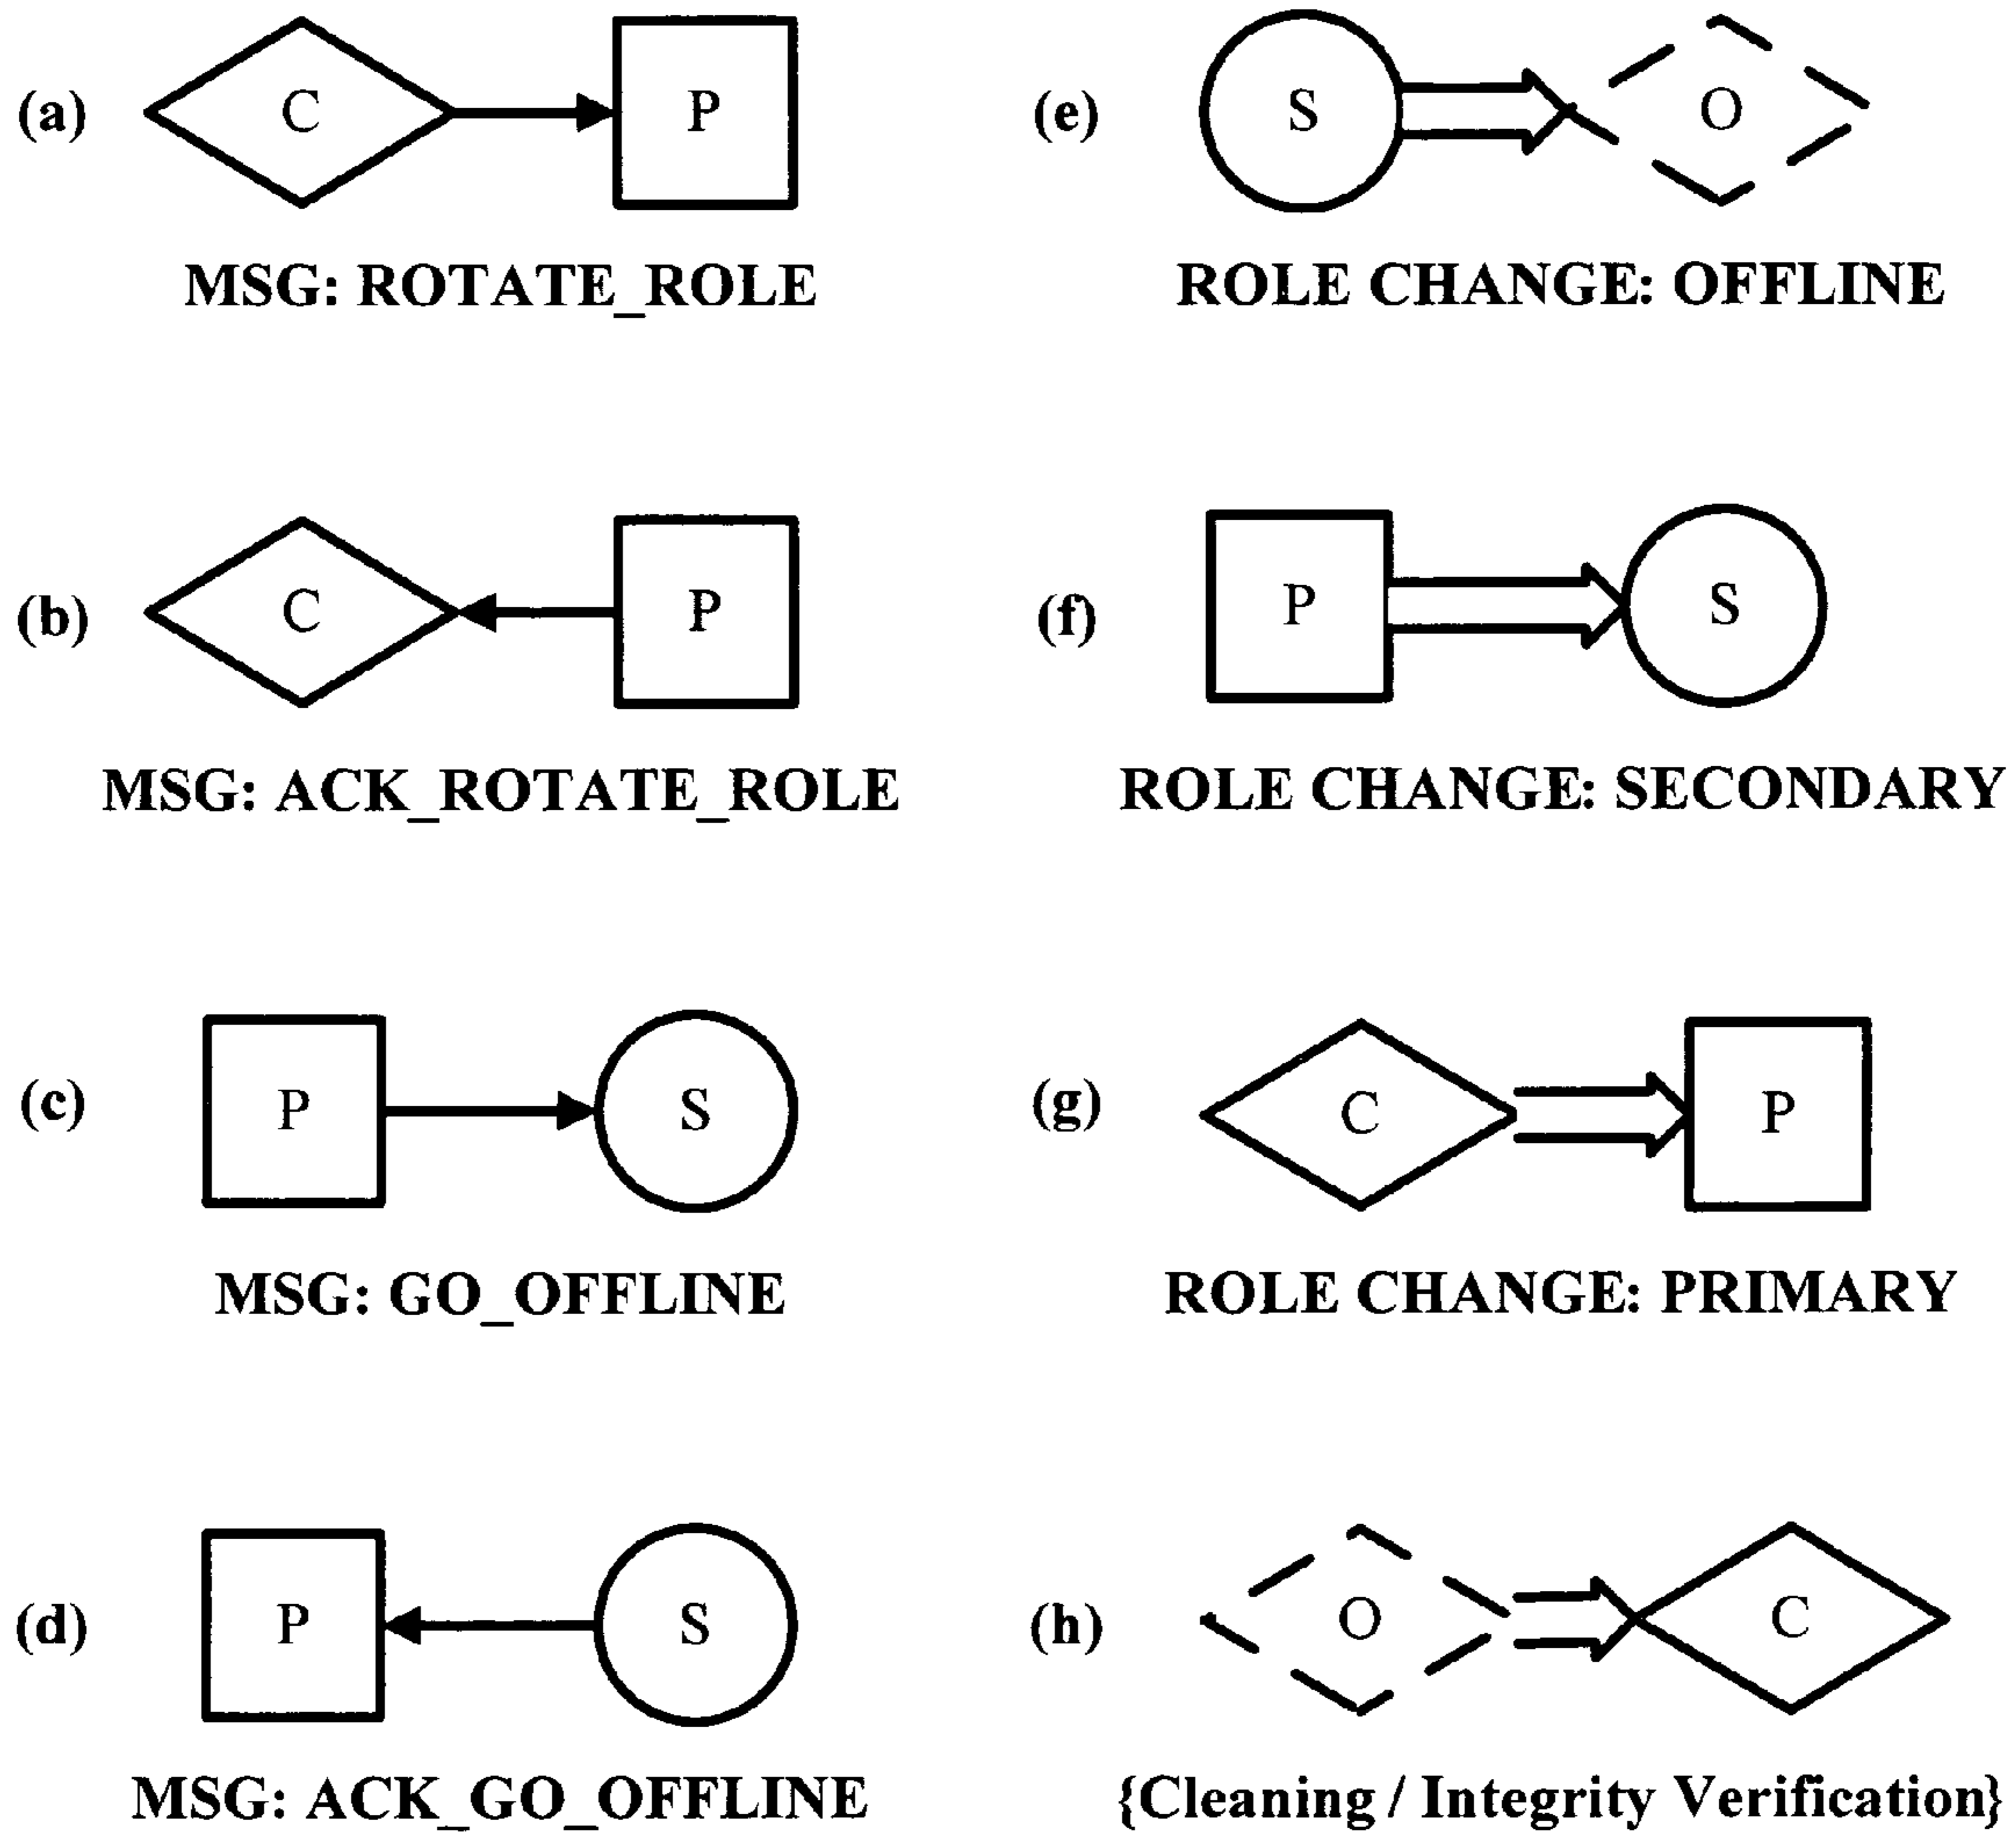 (a) C P
MSG: ROTATE_ROLE
(b) C P
MSG: ACK_ROTATE_ROLE
(c) P S
MSG: GO_OFFLINE
(d) P S
MSG: ACK_GO_OFFLINE
(e) S O
ROLE CHANGE: OFFLINE
(f) P S
ROLE CHANGE: SECONDARY
(g) C P
ROLE CHANGE: PRIMARY
(h) O C
{Cleaning / Integrity Verification}